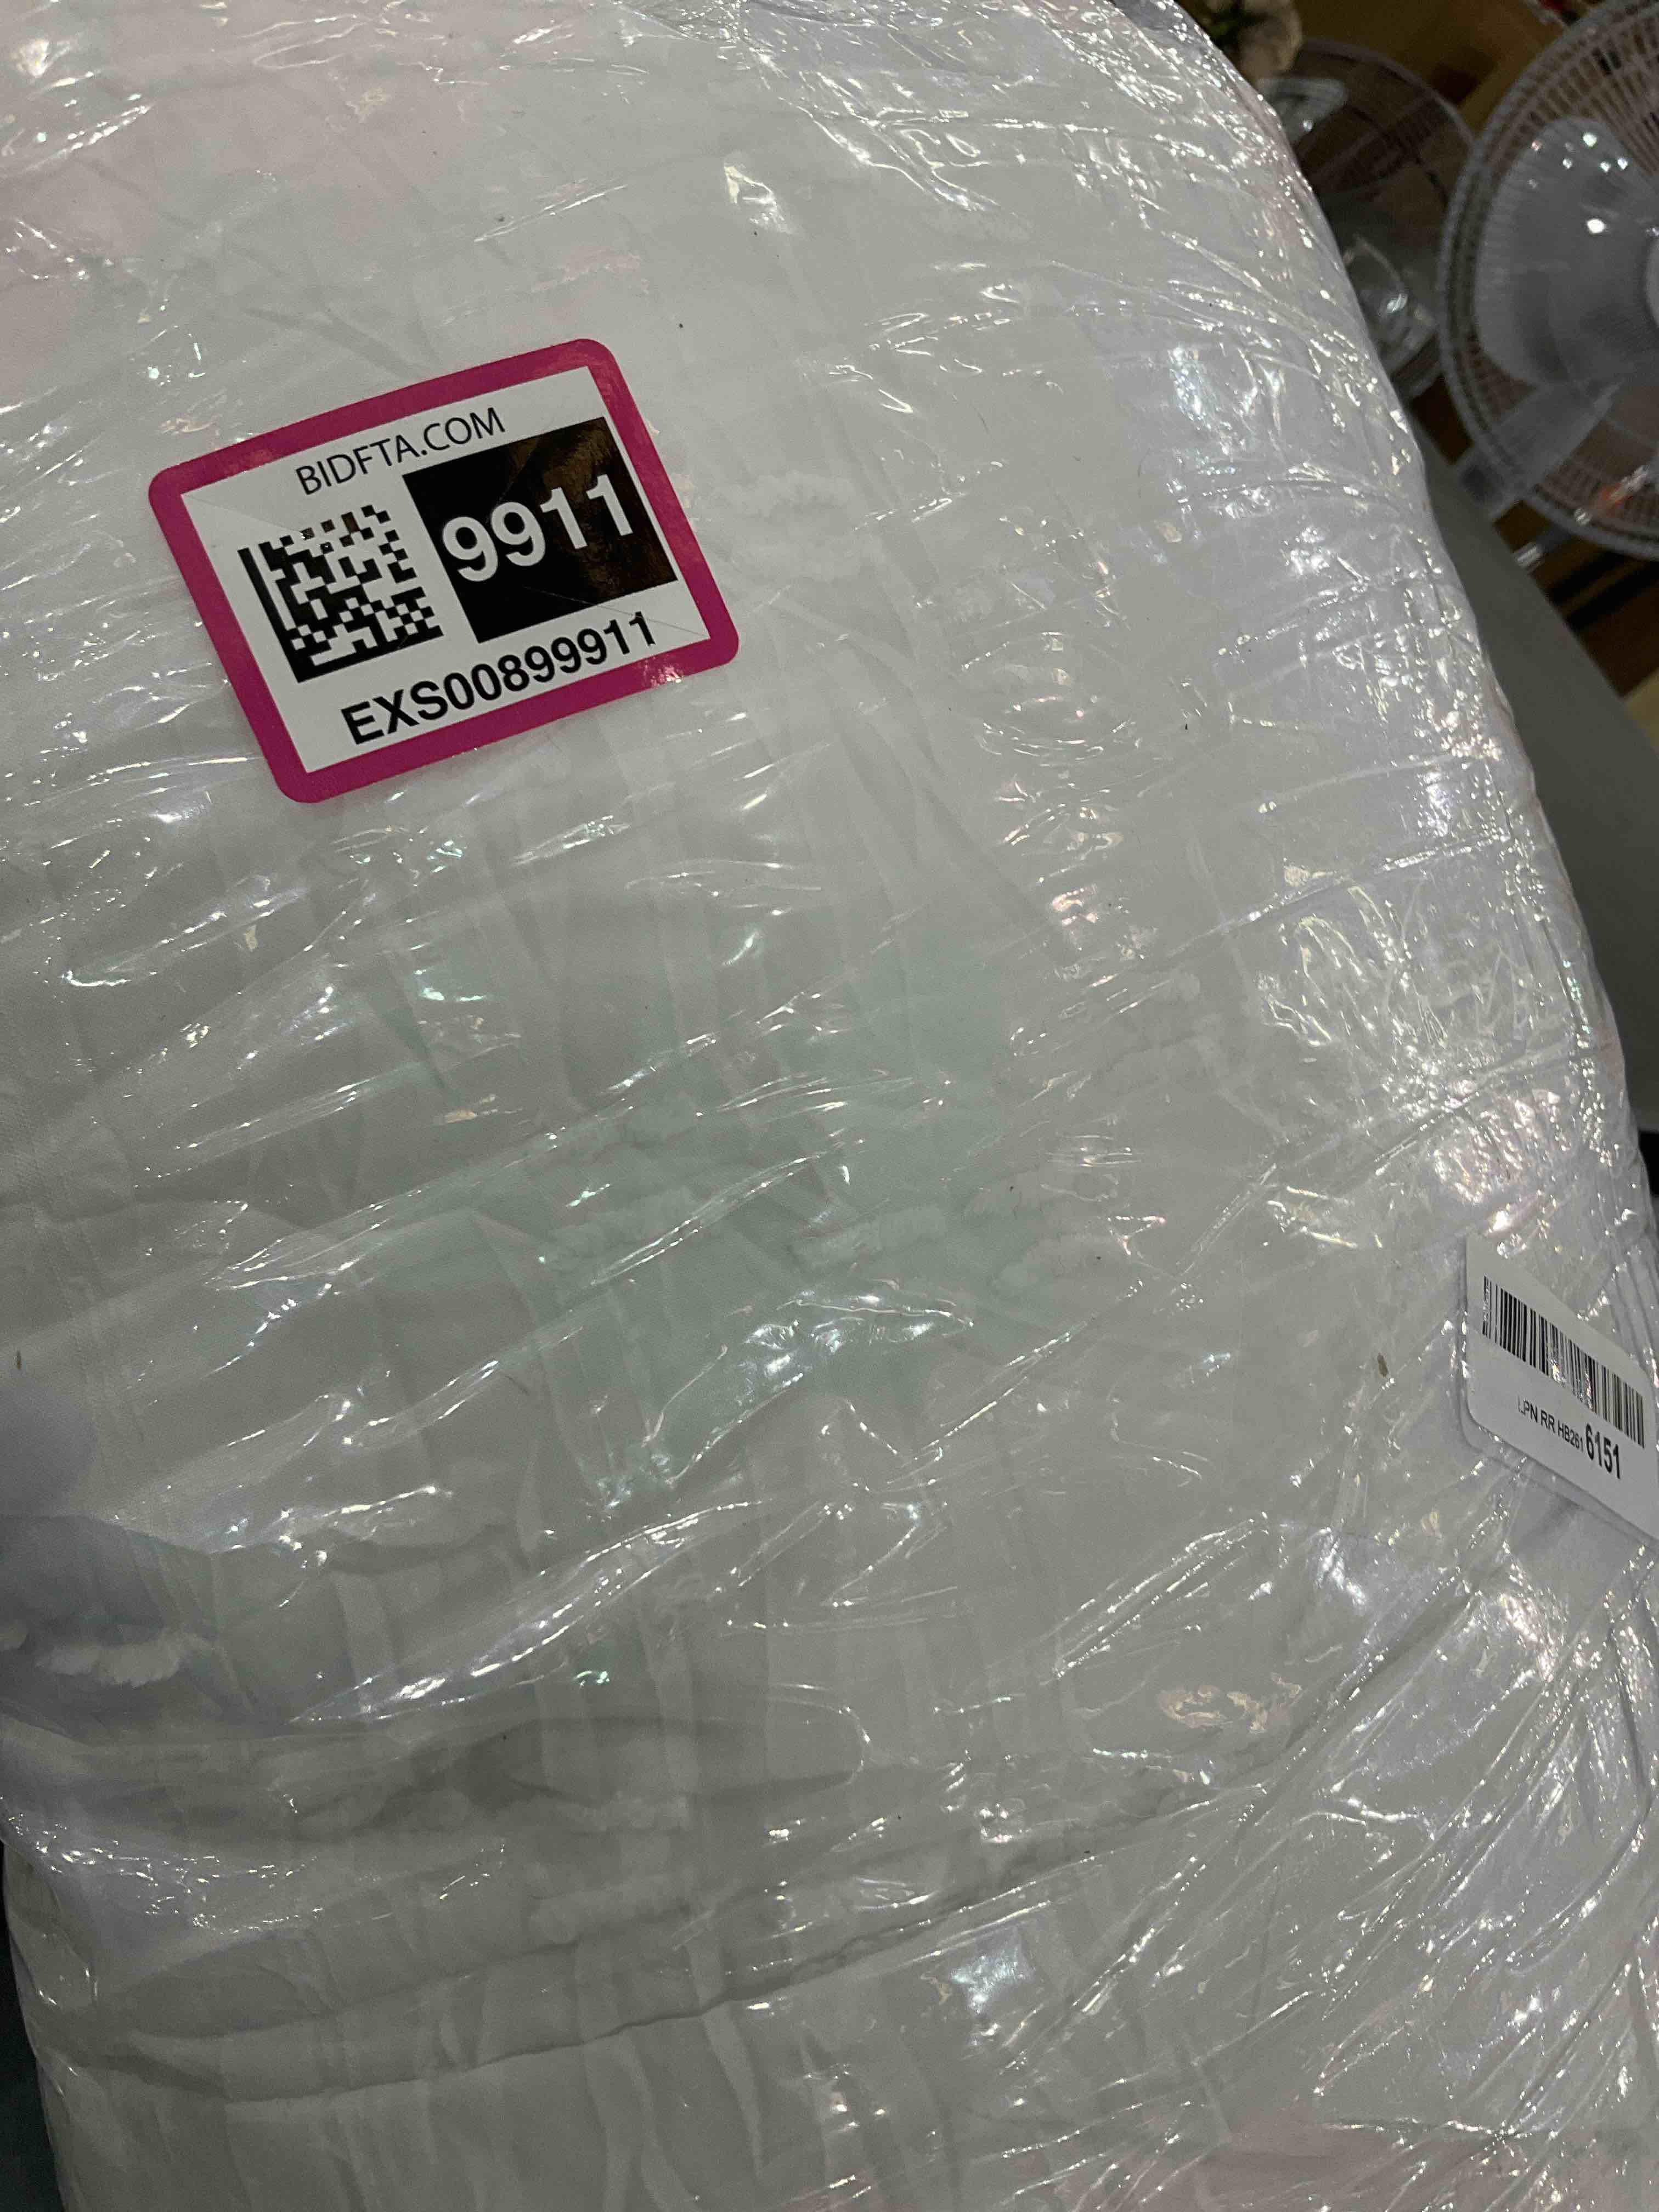 BIDFTA.COM
9911
EXS00899911
LPN RR HB261 6151